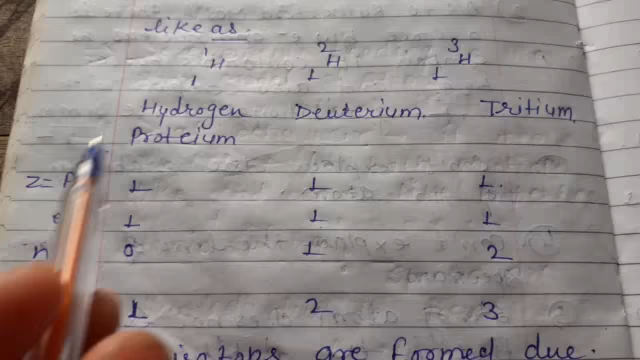 like as.
¹₁H ²₁H ³₁H
Hydrogen Deuterium Tritium
Proteium
Z = P 1 1 1
e 1 1 1
n 0 1 2
1 2 3
are formed due.